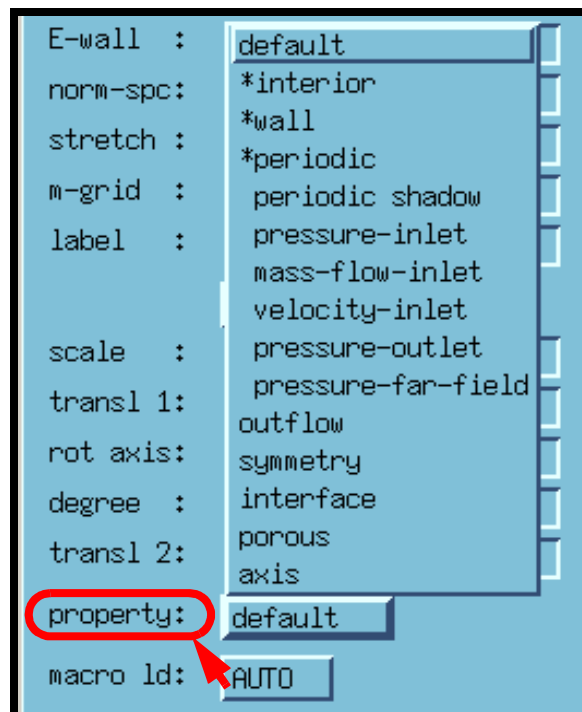 E-wall :
default
*interior
norm-spc:
*wall
stretch :
*periodic
m-grid :
periodic shadow
label :
pressure-inlet
mass-flow-inlet
velocity-inlet
scale :
pressure-outlet
pressure-far-field
transl 1:
outflow
rot axis:
symmetry
degree :
interface
porous
transl 2:
axis
property:
default
macro ld:
AUTO